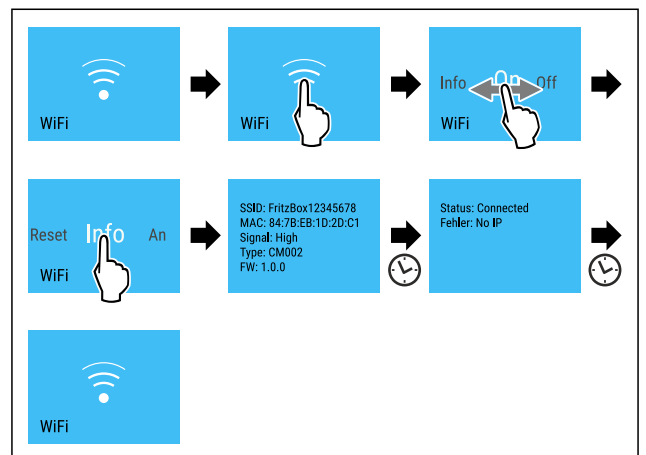 WiFi
WiFi
Info On Off
WiFi
Reset Info An
WiFi
SSID: FritzBox12345678
MAC: 84:7B:EB:1D:2D:C1
Signal: High
Type: CM002
FW: 1.0.0
Status: Connected
Fehler: No IP
WiFi